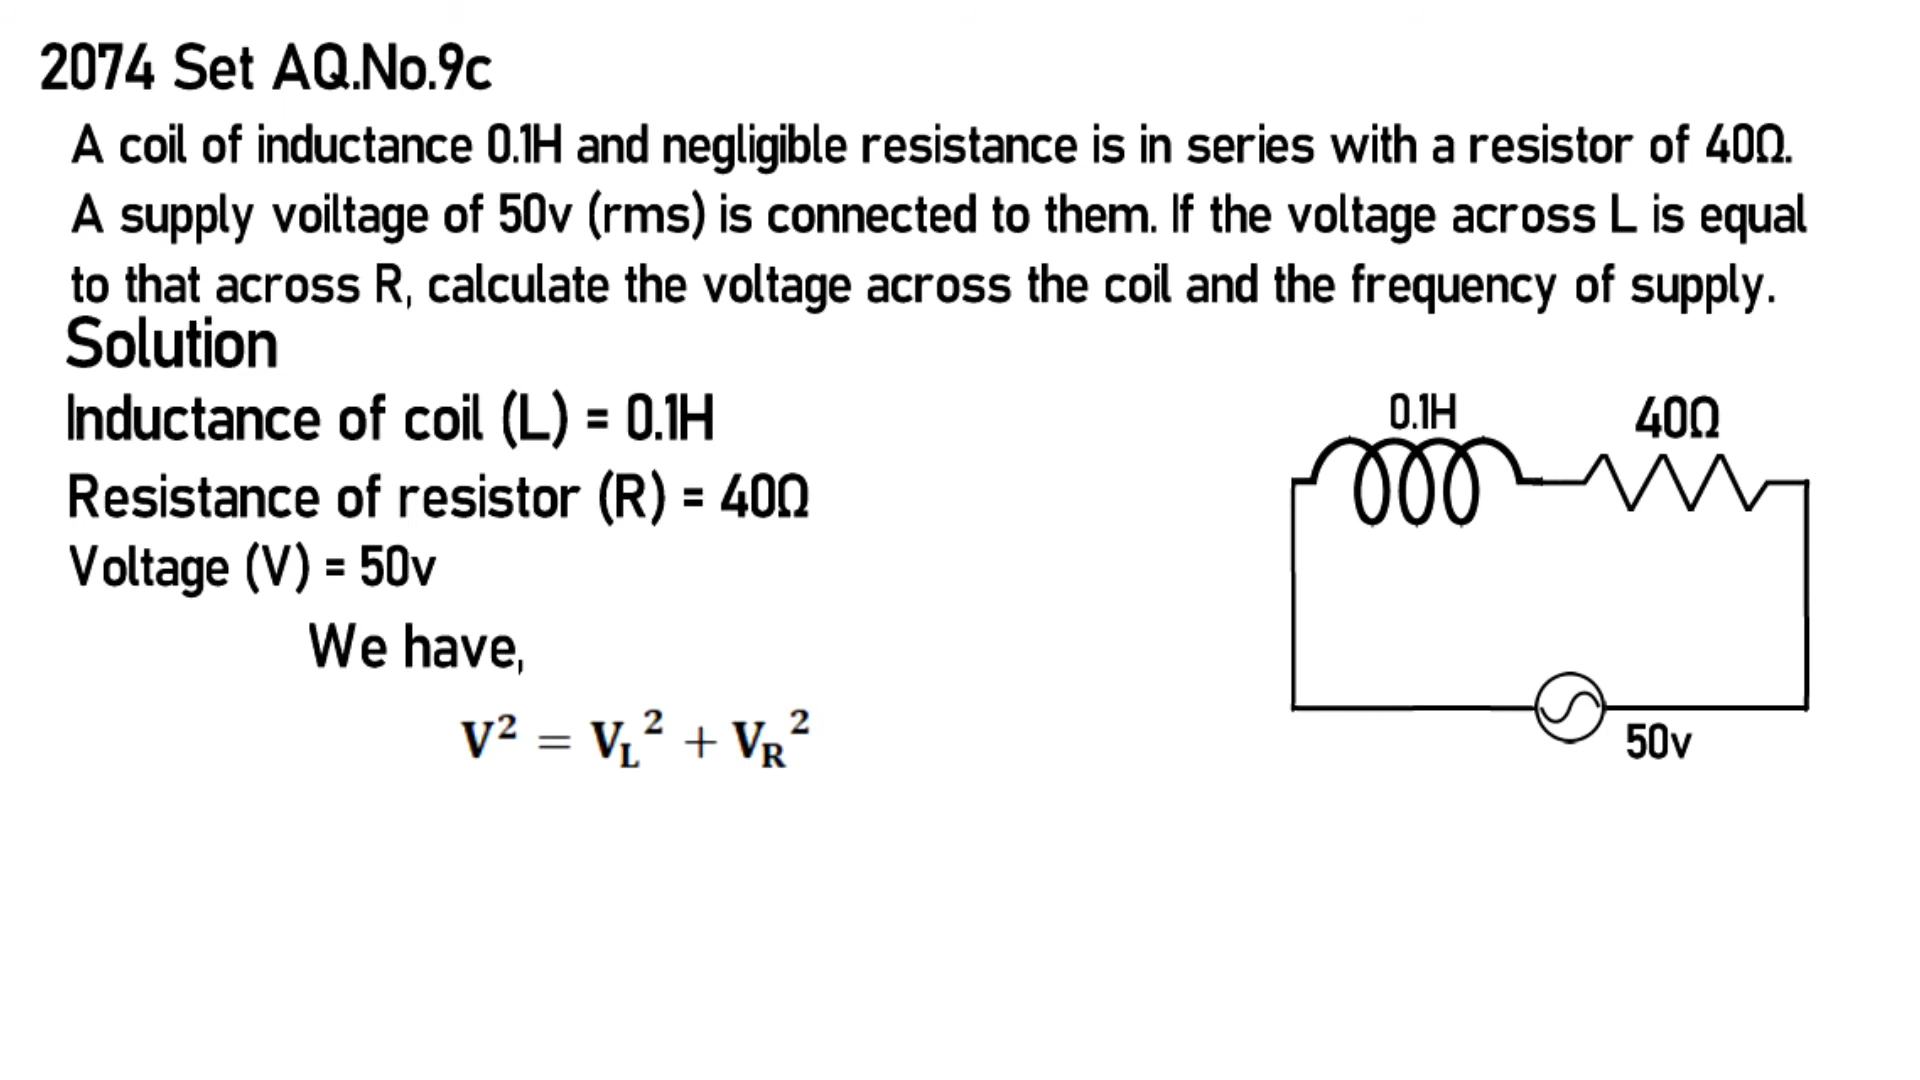 2074 Set AQ.No.9c
A coil of inductance 0.1H and negligible resistance is in series with a resistor of 40Ω.
A supply voiltage of 50v (rms) is connected to them. If the voltage across L is equal
to that across R, calculate the voltage across the coil and the frequency of supply.
Solution
Inductance of coil (L) = 0.1H
Resistance of resistor (R) = 40Ω
Voltage (V) = 50v
We have,
V² = V_L² + V_R²
0.1H
40Ω
50v